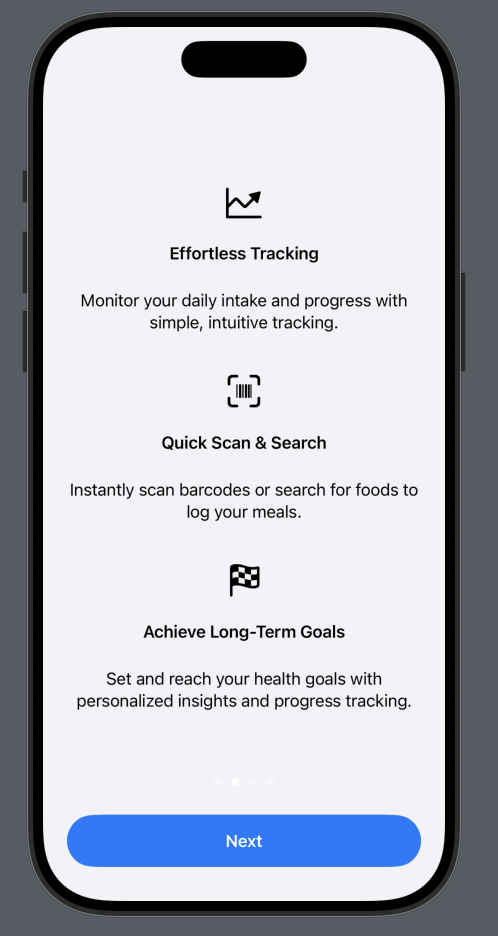 Effortless Tracking
Monitor your daily intake and progress with
simple, intuitive tracking.
Quick Scan & Search
Instantly scan barcodes or search for foods to
log your meals.
Achieve Long-Term Goals
Set and reach your health goals with
personalized insights and progress tracking.
Next